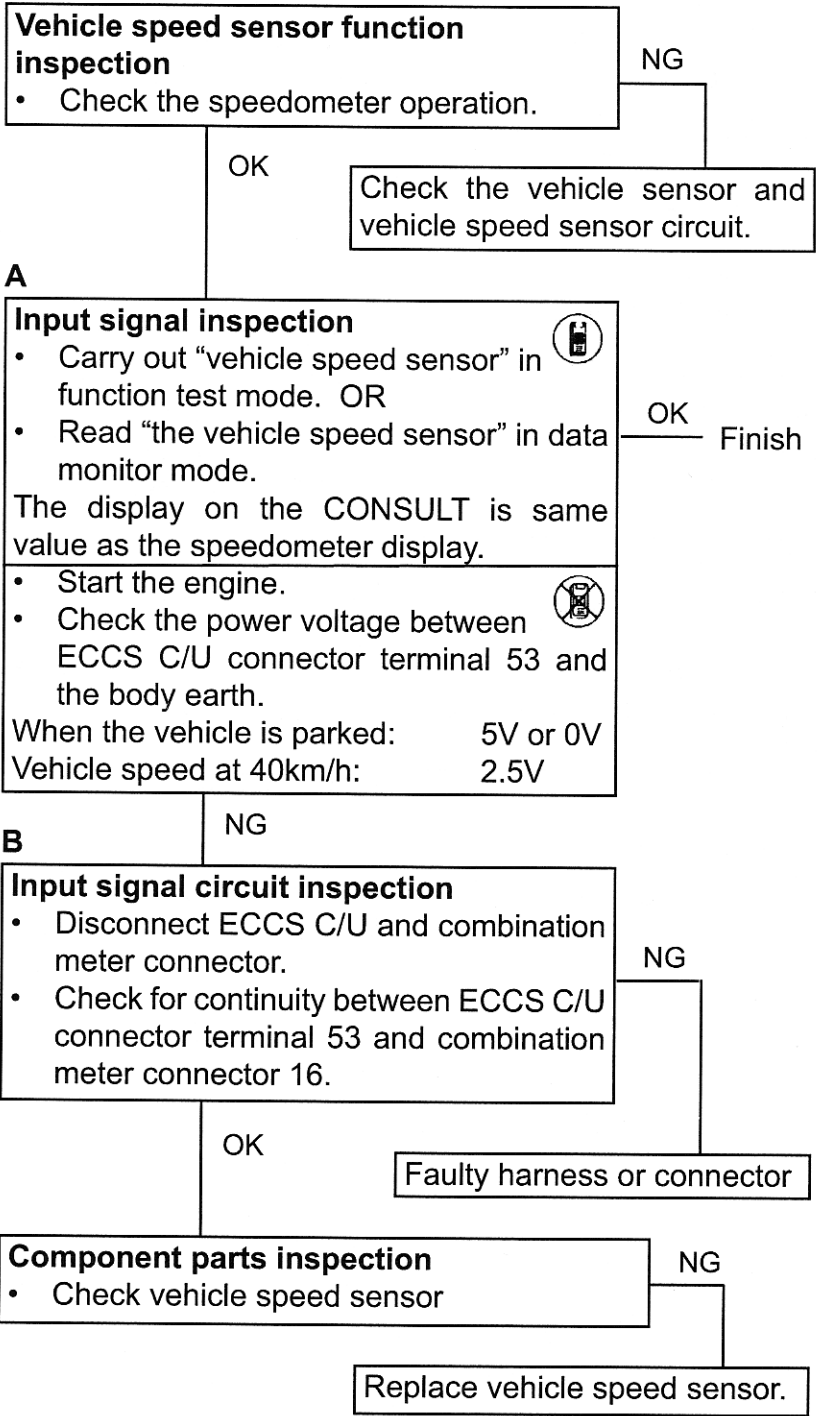 Vehicle speed sensor function
inspection
• Check the speedometer operation.
NG
OK
Check the vehicle sensor and
vehicle speed sensor circuit.
A
Input signal inspection
• Carry out “vehicle speed sensor” in
function test mode. OR
• Read “the vehicle speed sensor” in data
monitor mode.
The display on the CONSULT is same
value as the speedometer display.
OK
Finish
• Start the engine.
• Check the power voltage between
ECCS C/U connector terminal 53 and
the body earth.
When the vehicle is parked: 5V or 0V
Vehicle speed at 40km/h: 2.5V
NG
B
Input signal circuit inspection
• Disconnect ECCS C/U and combination
meter connector.
• Check for continuity between ECCS C/U
connector terminal 53 and combination
meter connector 16.
NG
OK
Faulty harness or connector
Component parts inspection
• Check vehicle speed sensor
NG
Replace vehicle speed sensor.